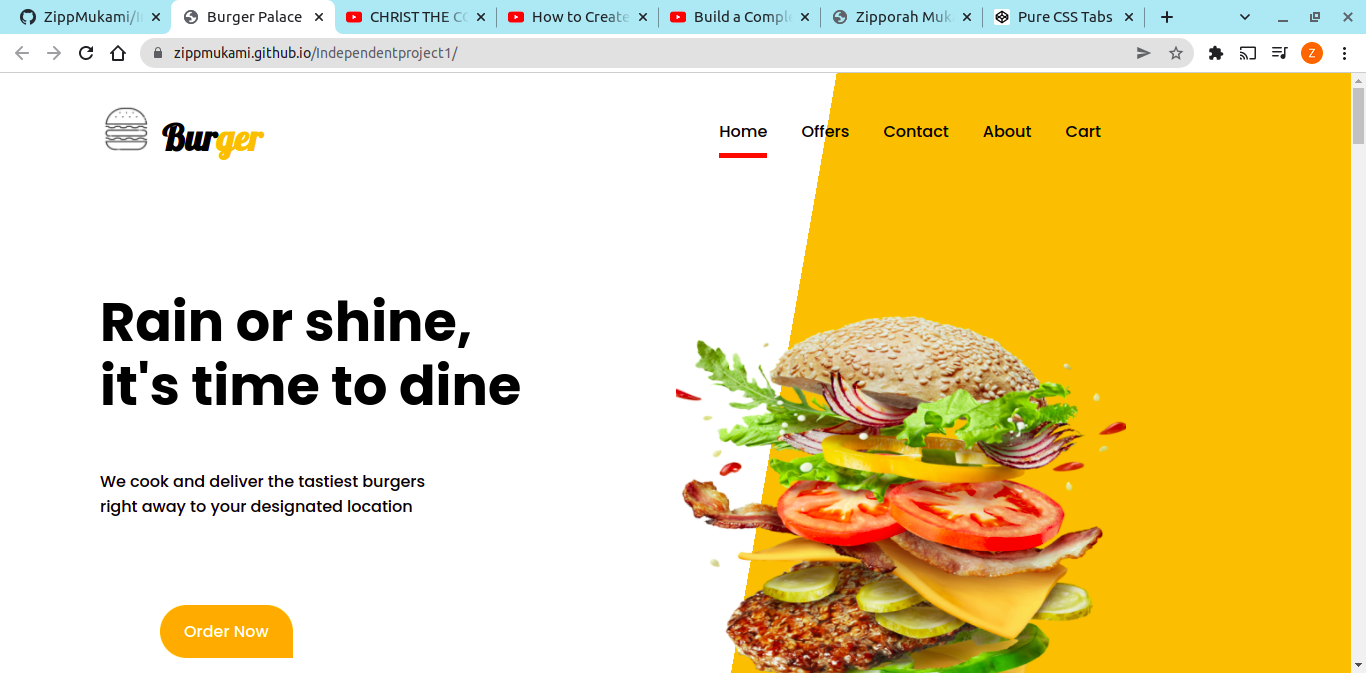 ZippMukami/I
Burger Palace
CHRIST THE CO
How to Create
Build a Compl
Zipporah Muka
Pure CSS Tabs
zippmukami.github.io/Independentproject1/
Z
Burger
Home Offers Contact About Cart
Rain or shine,
it's time to dine
We cook and deliver the tastiest burgers
right away to your designated location
Order Now